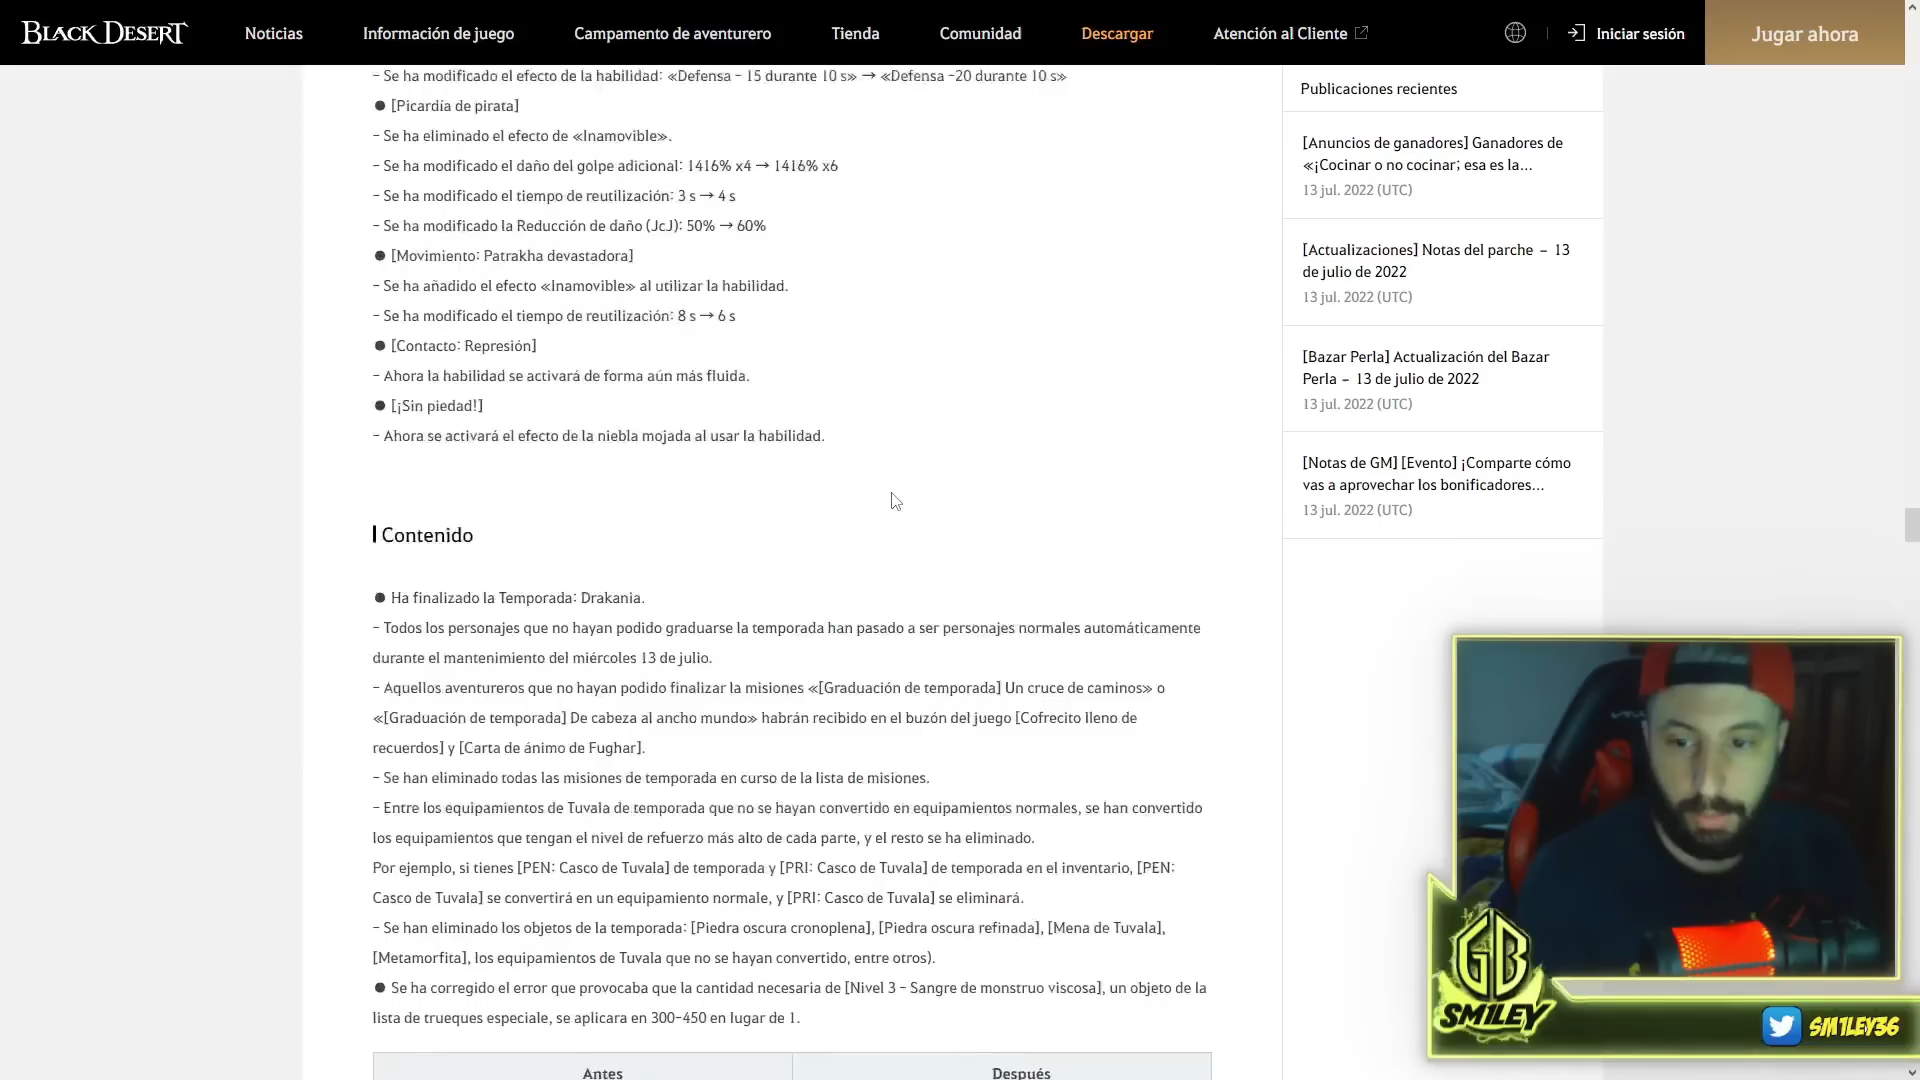 BLACK DESERT
Noticias
Información de juego
Campamento de aventurero
Tienda
Comunidad
Descargar
Atención al Cliente
Iniciar sesión
Jugar ahora
- Se ha modificado el efecto de la habilidad: «Defensa - 15 durante 10 s» → «Defensa -20 durante 10 s»
● [Picardía de pirata]
- Se ha eliminado el efecto de «Inamovible».
- Se ha modificado el daño del golpe adicional: 1416% x4 → 1416% x6
- Se ha modificado el tiempo de reutilización: 3 s → 4 s
- Se ha modificado la Reducción de daño (JcJ): 50% → 60%
● [Movimiento: Patrakha devastadora]
- Se ha añadido el efecto «Inamovible» al utilizar la habilidad.
- Se ha modificado el tiempo de reutilización: 8 s → 6 s
● [Contacto: Represión]
- Ahora la habilidad se activará de forma aún más fluida.
● [¡Sin piedad!]
- Ahora se activará el efecto de la niebla mojada al usar la habilidad.
Contenido
● Ha finalizado la Temporada: Drakania.
- Todos los personajes que no hayan podido graduarse la temporada han pasado a ser personajes normales automáticamente
durante el mantenimiento del miércoles 13 de julio.
- Aquellos aventureros que no hayan podido finalizar la misiones «[Graduación de temporada] Un cruce de caminos» o
«[Graduación de temporada] De cabeza al ancho mundo» habrán recibido en el buzón del juego [Cofrecito lleno de
recuerdos] y [Carta de ánimo de Fughar].
- Se han eliminado todas las misiones de temporada en curso de la lista de misiones.
- Entre los equipamientos de Tuvala de temporada que no se hayan convertido en equipamientos normales, se han convertido
los equipamientos que tengan el nivel de refuerzo más alto de cada parte, y el resto se ha eliminado.
Por ejemplo, si tienes [PEN: Casco de Tuvala] de temporada y [PRI: Casco de Tuvala] de temporada en el inventario, [PEN:
Casco de Tuvala] se convertirá en un equipamiento normale, y [PRI: Casco de Tuvala] se eliminará.
- Se han eliminado los objetos de la temporada: [Piedra oscura cronoplena], [Piedra oscura refinada], [Mena de Tuvala],
[Metamorfita], los equipamientos de Tuvala que no se hayan convertido, entre otros).
● Se ha corregido el error que provocaba que la cantidad necesaria de [Nivel 3 - Sangre de monstruo viscosa], un objeto de la
lista de trueques especiale, se aplicara en 300-450 en lugar de 1.
Antes
Después
Publicaciones recientes
[Anuncios de ganadores] Ganadores de
«¡Cocinar o no cocinar; esa es la...
13 jul. 2022 (UTC)
[Actualizaciones] Notas del parche - 13
de julio de 2022
13 jul. 2022 (UTC)
[Bazar Perla] Actualización del Bazar
Perla - 13 de julio de 2022
13 jul. 2022 (UTC)
[Notas de GM] [Evento] ¡Comparte cómo
vas a aprovechar los bonificadores...
13 jul. 2022 (UTC)
GB
SM1LEY
SM1LEY36